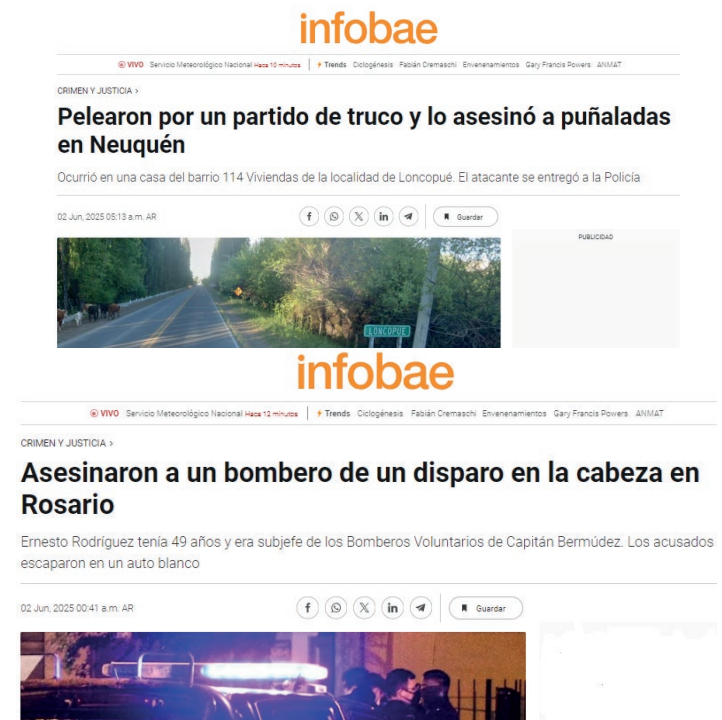 infobae
VIVO Servicio Meteorológico Nacional Hace 10 minutos Trends Ciclogénesis Fabián Cremaschi Envenenamientos Gary Francis Powers ANMAT
CRIMEN Y JUSTICIA >
Pelearon por un partido de truco y lo asesinó a puñaladas
en Neuquén
Ocurrió en una casa del barrio 114 Viviendas de la localidad de Loncopué. El atacante se entregó a la Policía
02 Jun, 2025 05:13 a.m. AR
Guardar
PUBLICIDAD
LONCOPUE
infobae
VIVO Servicio Meteorológico Nacional Hace 12 minutos Trends Ciclogénesis Fabián Cremaschi Envenenamientos Gary Francis Powers ANMAT
CRIMEN Y JUSTICIA >
Asesinaron a un bombero de un disparo en la cabeza en
Rosario
Ernesto Rodríguez tenía 49 años y era subjefe de los Bomberos Voluntarios de Capitán Bermúdez. Los acusados
escaparon en un auto blanco
02 Jun, 2025 00:41 a.m. AR
Guardar